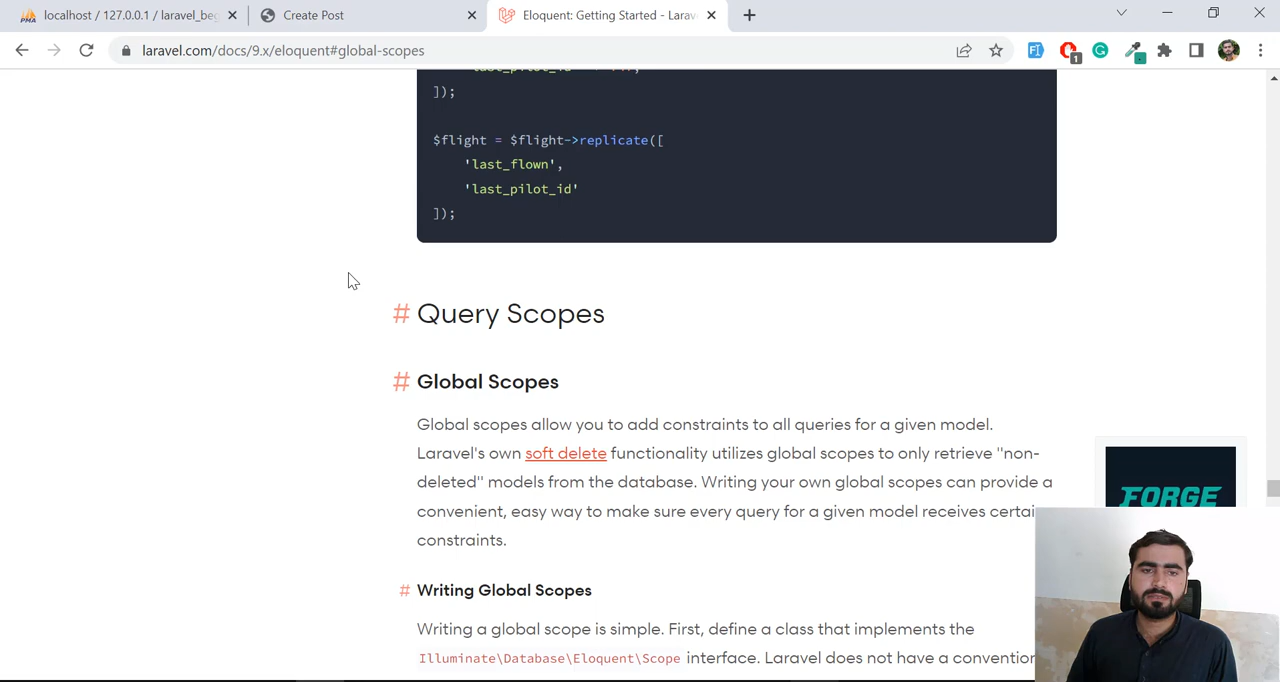 localhost / 127.0.0.1 / laravel_beg
Create Post
Eloquent: Getting Started - Larav
laravel.com/docs/9.x/eloquent#global-scopes
]);
$flight = $flight->replicate([
'last_flown',
'last_pilot_id'
]);
# Query Scopes
# Global Scopes
Global scopes allow you to add constraints to all queries for a given model.
Laravel's own soft delete functionality utilizes global scopes to only retrieve "non-
deleted" models from the database. Writing your own global scopes can provide a
convenient, easy way to make sure every query for a given model receives certain
constraints.
FORGE
# Writing Global Scopes
Writing a global scope is simple. First, define a class that implements the
Illuminate\Database\Eloquent\Scope interface. Laravel does not have a convention